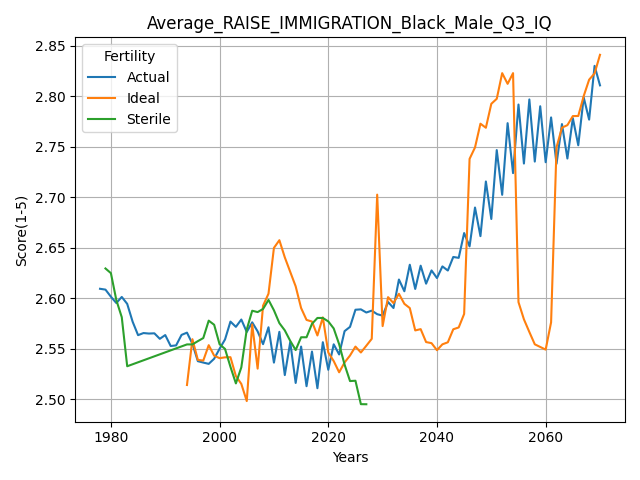 Average_RAISE_IMMIGRATION_Black_Male_Q3_IQ
Fertility
Actual
Ideal
Sterile
Score(1-5)
2.85
2.80
2.75
2.70
2.65
2.60
2.55
2.50
1980 2000 2020 2040 2060
Years